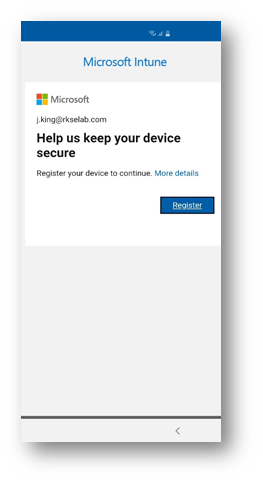 Microsoft Intune
Microsoft
j.king@rkselab.com
Help us keep your device
secure
Register your device to continue. More details
Register